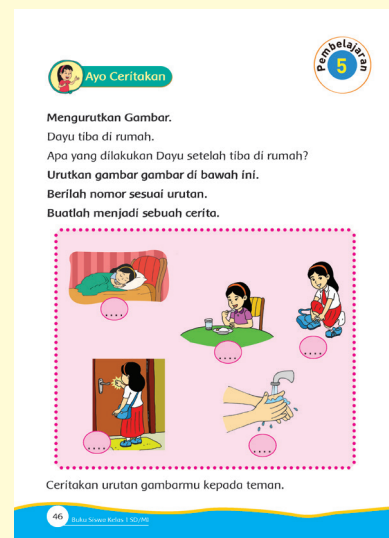 Pembelajaran
5
Ayo Ceritakan
Mengurutkan Gambar.
Dayu tiba di rumah.
Apa yang dilakukan Dayu setelah tiba di rumah?
Urutkan gambar gambar di bawah ini.
Berilah nomor sesuai urutan.
Buatlah menjadi sebuah cerita.
....
....
....
....
....
Ceritakan urutan gambarmu kepada teman.
46 Buku Siswa Kelas 1 SD/MI